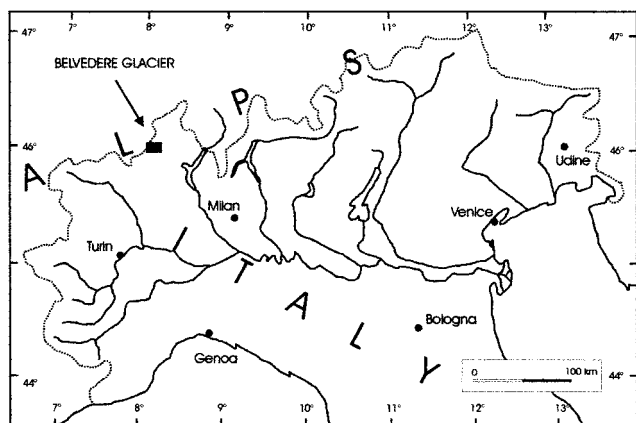 7° 8° 9° 10° 11° 12° 13°
47° 47°
BELVEDERE GLACIER
A L P S
46° 46°
Udine
Milan
Venice
Turin
I T A L Y
Bologna
Genoa
0 100 km
44° 44°
7° 8° 9° 10° 11° 12° 13°